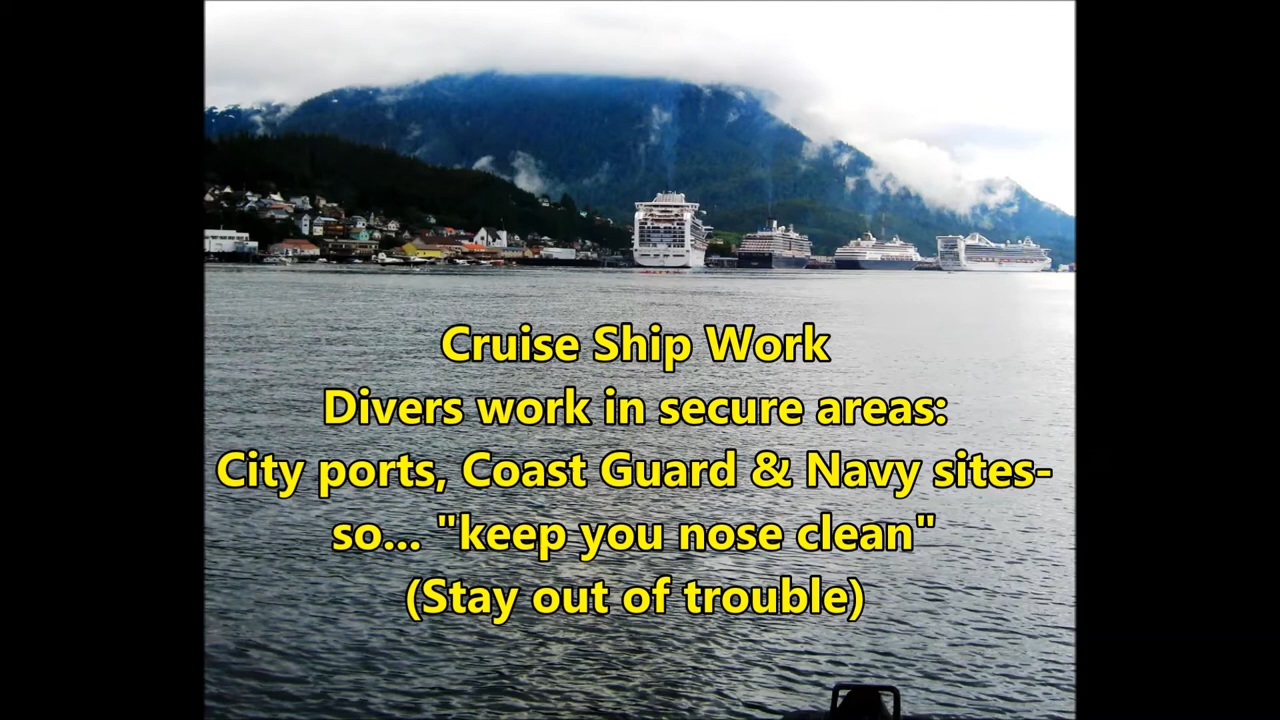 Cruise Ship Work
Divers work in secure areas:
City ports, Coast Guard & Navy sites-
so... "keep you nose clean"
(Stay out of trouble)